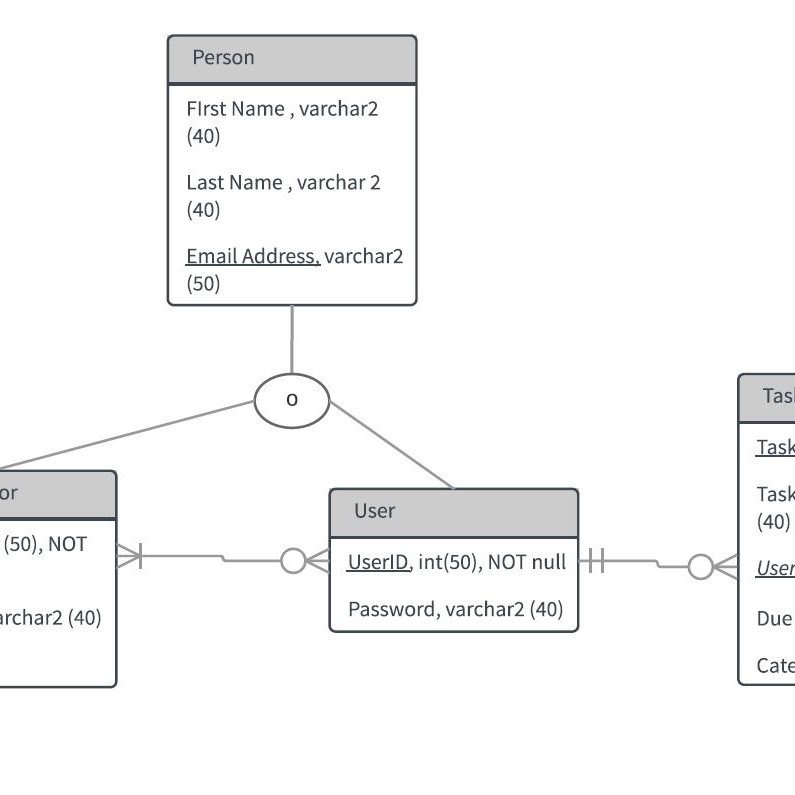 Person
FIrst Name , varchar2
(40)
Last Name , varchar 2
(40)
Email Address, varchar2
(50)
o
or
(50), NOT
archar2 (40)
User
UserID, int(50), NOT null
Password, varchar2 (40)
Task
Task
Task
(40)
User
Due
Cate